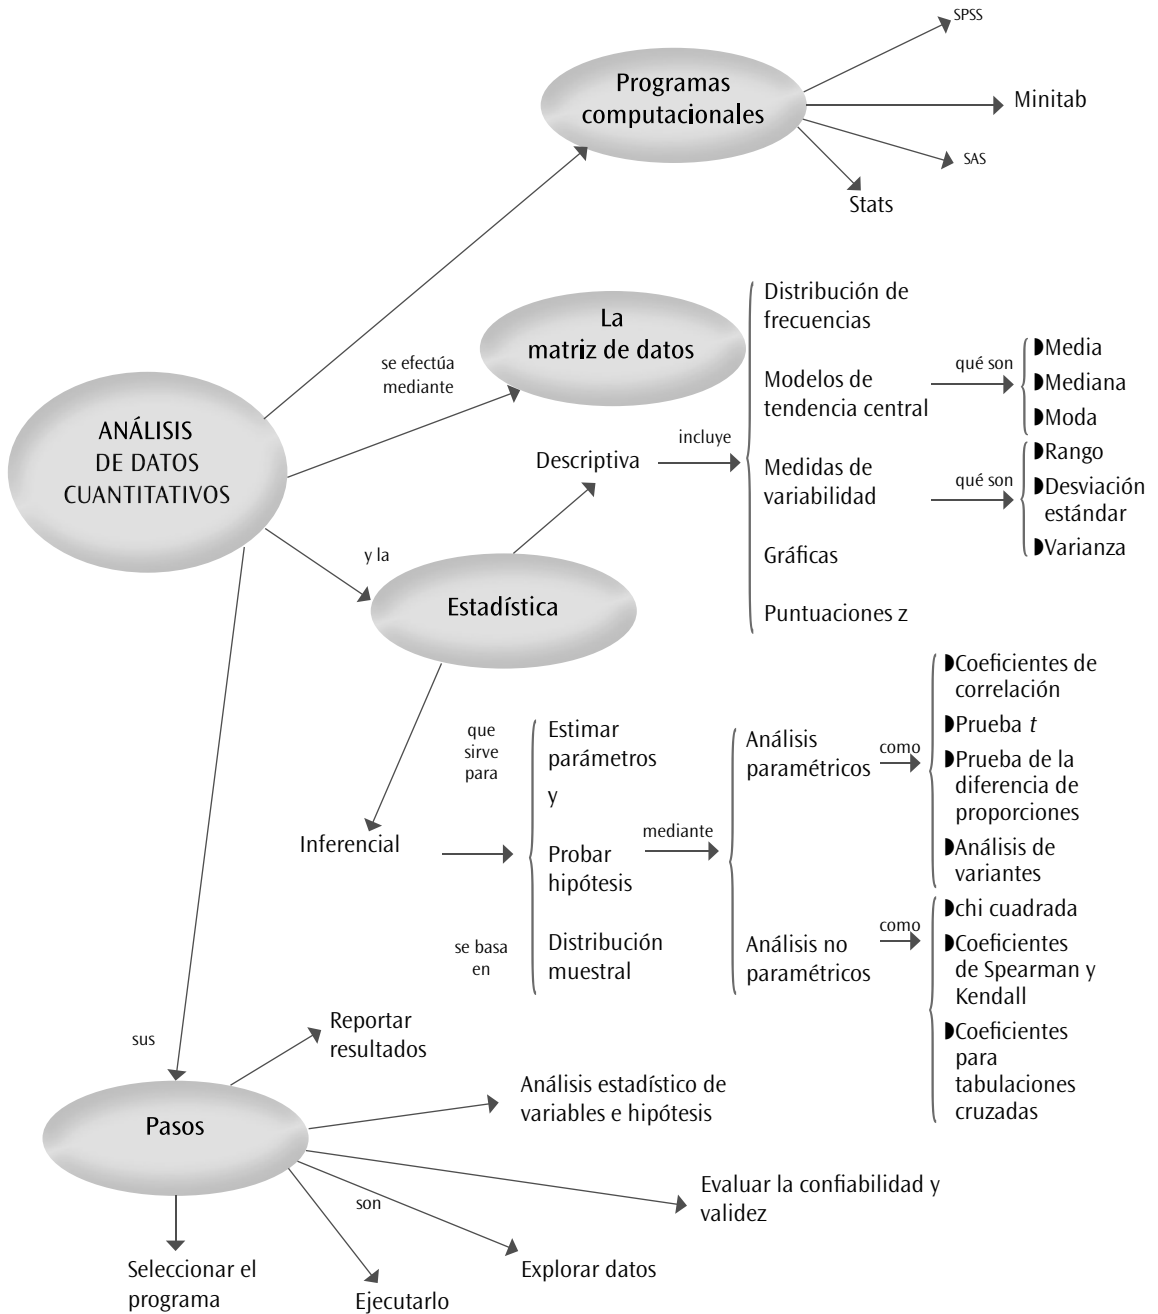 SPSS
Programas
computacionales
Minitab
SAS
Stats
La
matriz de datos
se efectúa
mediante
ANÁLISIS
DE DATOS
CUANTITATIVOS
Descriptiva
incluye
Distribución de
frecuencias
Modelos de
tendencia central
qué son
Media
Mediana
Moda
Medidas de
variabilidad
qué son
Rango
Desviación
estándar
Varianza
Gráficas
Puntuaciones z
y la
Estadística
Inferencial
que
sirve
para
Estimar
parámetros
y
Probar
hipótesis
se basa
en
Distribución
muestral
mediante
Análisis
paramétricos
como
Coeficientes de
correlación
Prueba t
Prueba de la
diferencia de
proporciones
Análisis de
variantes
Análisis no
paramétricos
como
chi cuadrada
Coeficientes
de Spearman y
Kendall
Coeficientes
para
tabulaciones
cruzadas
sus
Pasos
Reportar
resultados
Análisis estadístico de
variables e hipótesis
Evaluar la confiabilidad y
validez
son
Explorar datos
Ejecutarlo
Seleccionar el
programa